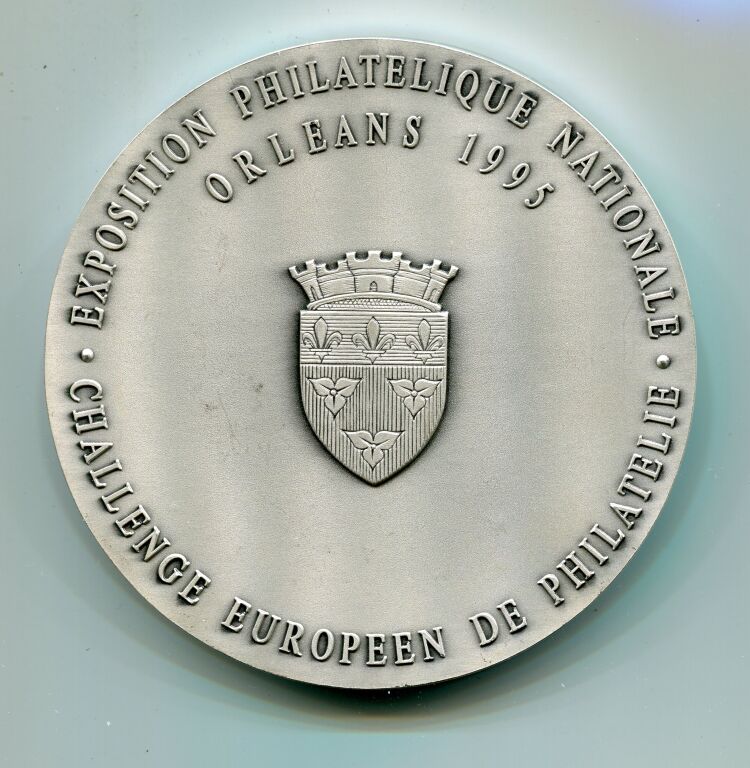 EXPOSITION PHILATELIQUE NATIONALE
ORLEANS 1995
CHALLENGE EUROPEEN DE PHILATELIE